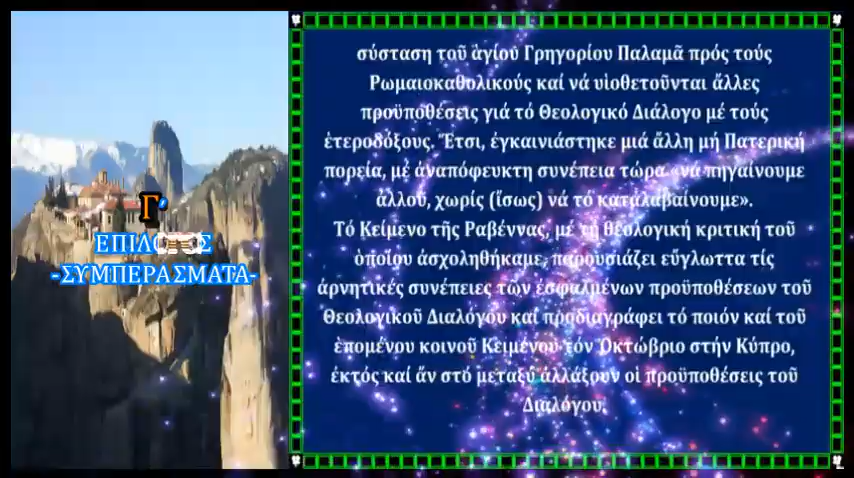 Γ΄
-ΣΥΜΠΕΡΑΣΜΑΤΑ-
σύσταση τοῦ ἁγίου Γρηγορίου Παλαμᾶ πρός τούς
Ρωμαιοκαθολικούς καί νά υἱοθετοῦνται ἄλλες
προϋποθέσεις γιά τό Θεολογικό Διάλογο μέ τούς
ἑτεροδόξους. Ἔτσι, ἐγκαινιάστηκε μιά ἄλλη μή Πατερική
πορεία, μέ ἀναπόφευκτη συνέπεια τώρα «νά πηγαίνουμε
ἀλλοῦ, χωρίς (ἴσως) νά τό καταλαβαίνουμε».
Τό Κείμενο τῆς Ραβέννας, μέ τή θεολογική κριτική τοῦ
ὁποίου ἀσχοληθήκαμε, παρουσιάζει εὔγλωττα τίς
ἀρνητικές συνέπειες τῶν ἐσφαλμένων προϋποθέσεων τοῦ
Θεολογικοῦ Διαλόγου καί προδιαγράφει τό ποιόν καί τοῦ
ἑπομένου κοινοῦ Κειμένου τόν Ὀκτώβριο στήν Κύπρο,
ἐκτός καί ἄν στό μεταξύ ἀλλάξουν οἱ προϋποθέσεις τοῦ
Διαλόγου.